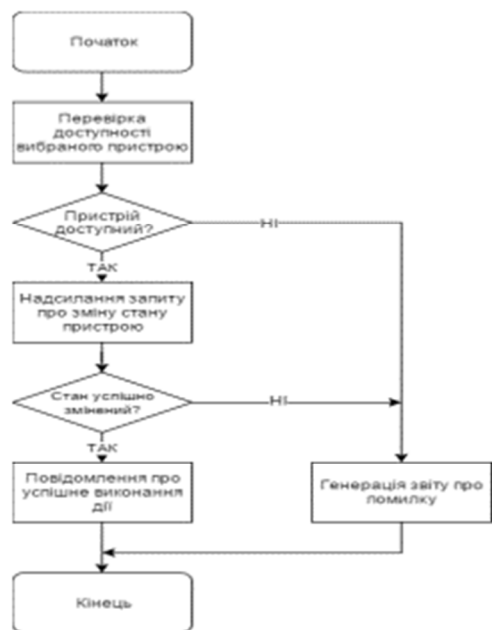 Початок
Перевірка
доступності
вибраного пристрою
Пристрій
доступний?
НІ
ТАК
Надсилання запиту
про зміну стану
пристрою
Стан успішно
змінений?
НІ
ТАК
Повідомлення про
успішне виконання
дії
Генерація звіту про
помилку
Кінець